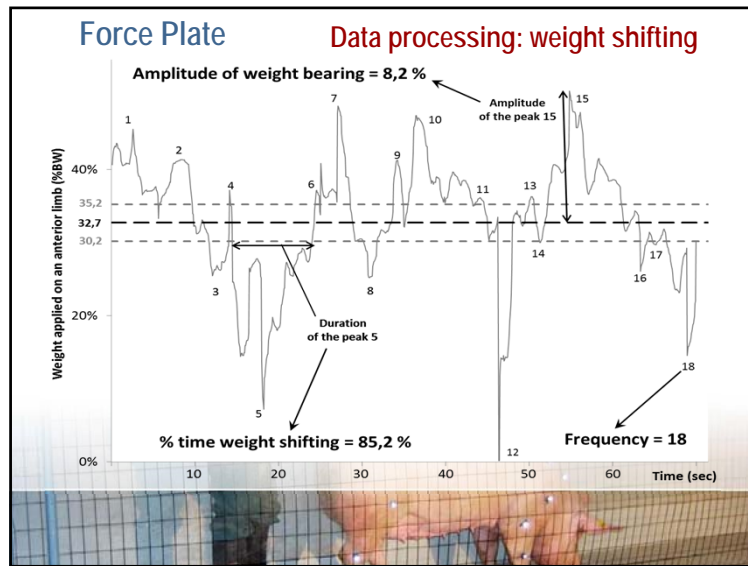 Force Plate
Data processing: weight shifting
Amplitude of weight bearing = 8,2 %
Amplitude
of the peak 15
Weight applied on an anterior limb (%BW)
40%
35,2
32,7
30,2
20%
0%
1
2
3
4
5
6
7
8
9
10
11
12
13
14
15
16
17
18
Duration
of the peak 5
% time weight shifting = 85,2 %
Frequency = 18
10
20
30
40
50
60
Time (sec)